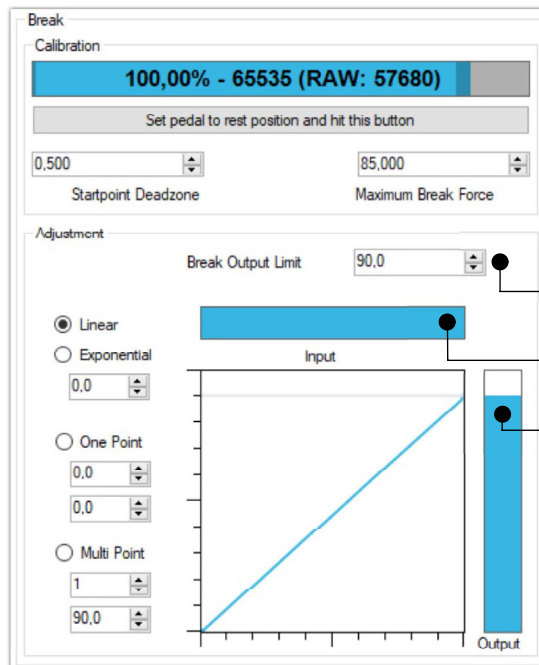 Break
Calibration
100,00% - 65535 (RAW: 57680)
Set pedal to rest position and hit this button
0,500
85,000
Startpoint Deadzone
Maximum Break Force
Adjustment
Break Output Limit
90,0
Linear
Exponential
Input
0,0
One Point
0,0
0,0
Multi Point
1
90,0
Output